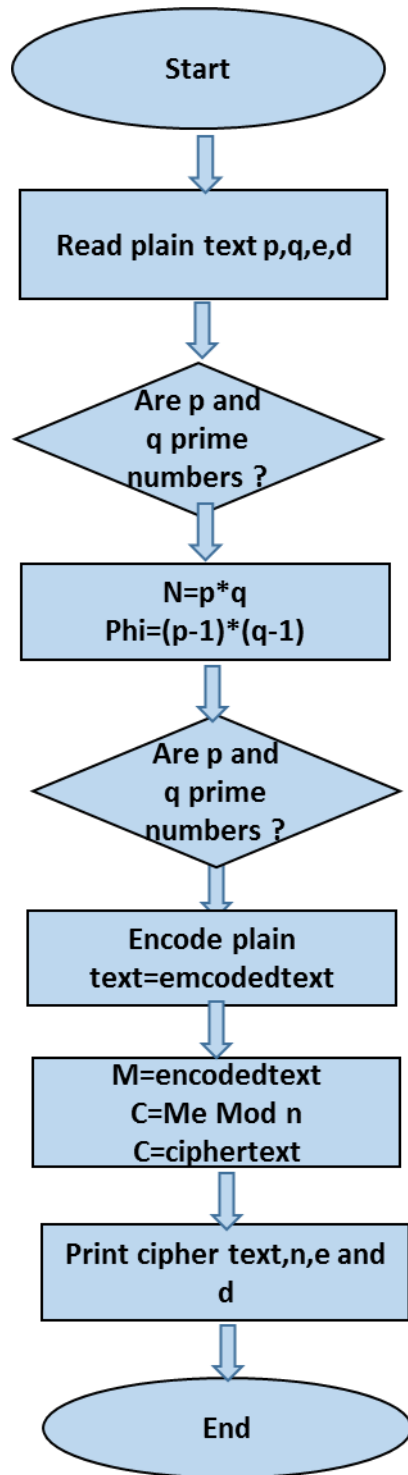 Start
Read plain text p,q,e,d
Are p and
q prime
numbers ?
N=p*q
Phi=(p-1)*(q-1)
Are p and
q prime
numbers ?
Encode plain
text=emcodedtext
M=encodedtext
C=Me Mod n
C=ciphertext
Print cipher text,n,e and
d
End